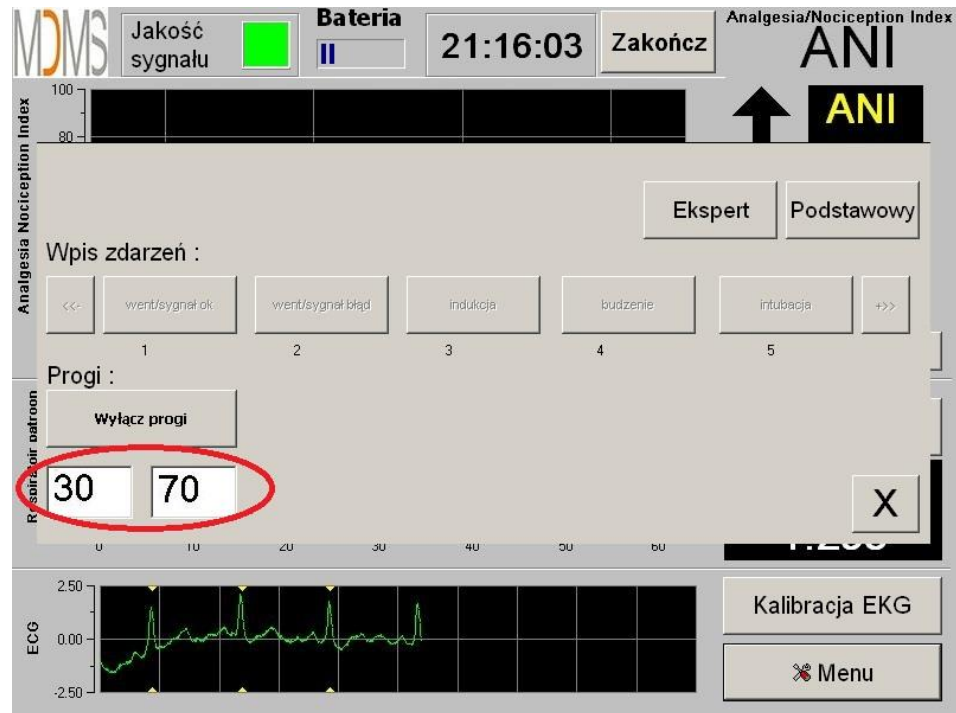 MDMS
Jakość
sygnału
Bateria
21:16:03
Zakończ
Analgesia/Nociception Index
ANI
Analgesia Nociception Index
100
80
ANI
Ekspert
Podstawowy
Wpis zdarzeń :
<<-
went/sygnał ok
went/sygnał błąd
indukcja
budzenie
intubacja
+>>
1
2
3
4
5
Progi :
Wyłącz progi
30
70
X
Respiratoir patroon
0
10
20
30
40
50
60
ECG
2.50
0.00
-2.50
Kalibracja EKG
Menu